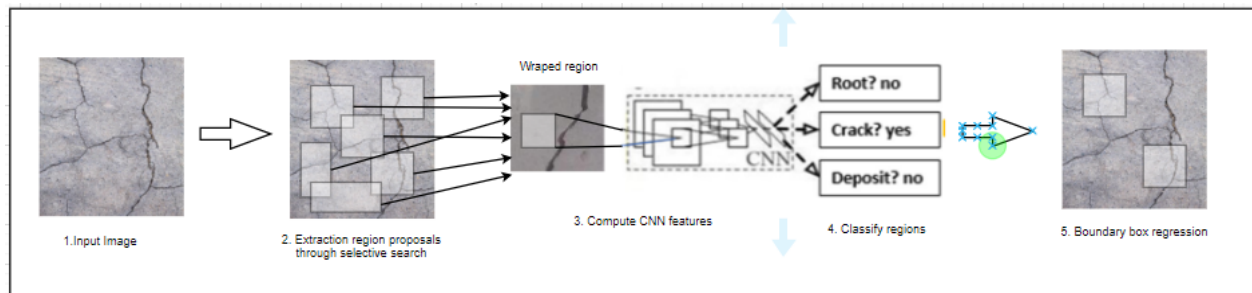 Wraped region
Root? no
Crack? yes
CNN
Deposit? no
1.Input Image
2. Extraction region proposals
through selective search
3. Compute CNN features
4. Classify regions
5. Boundary box regression